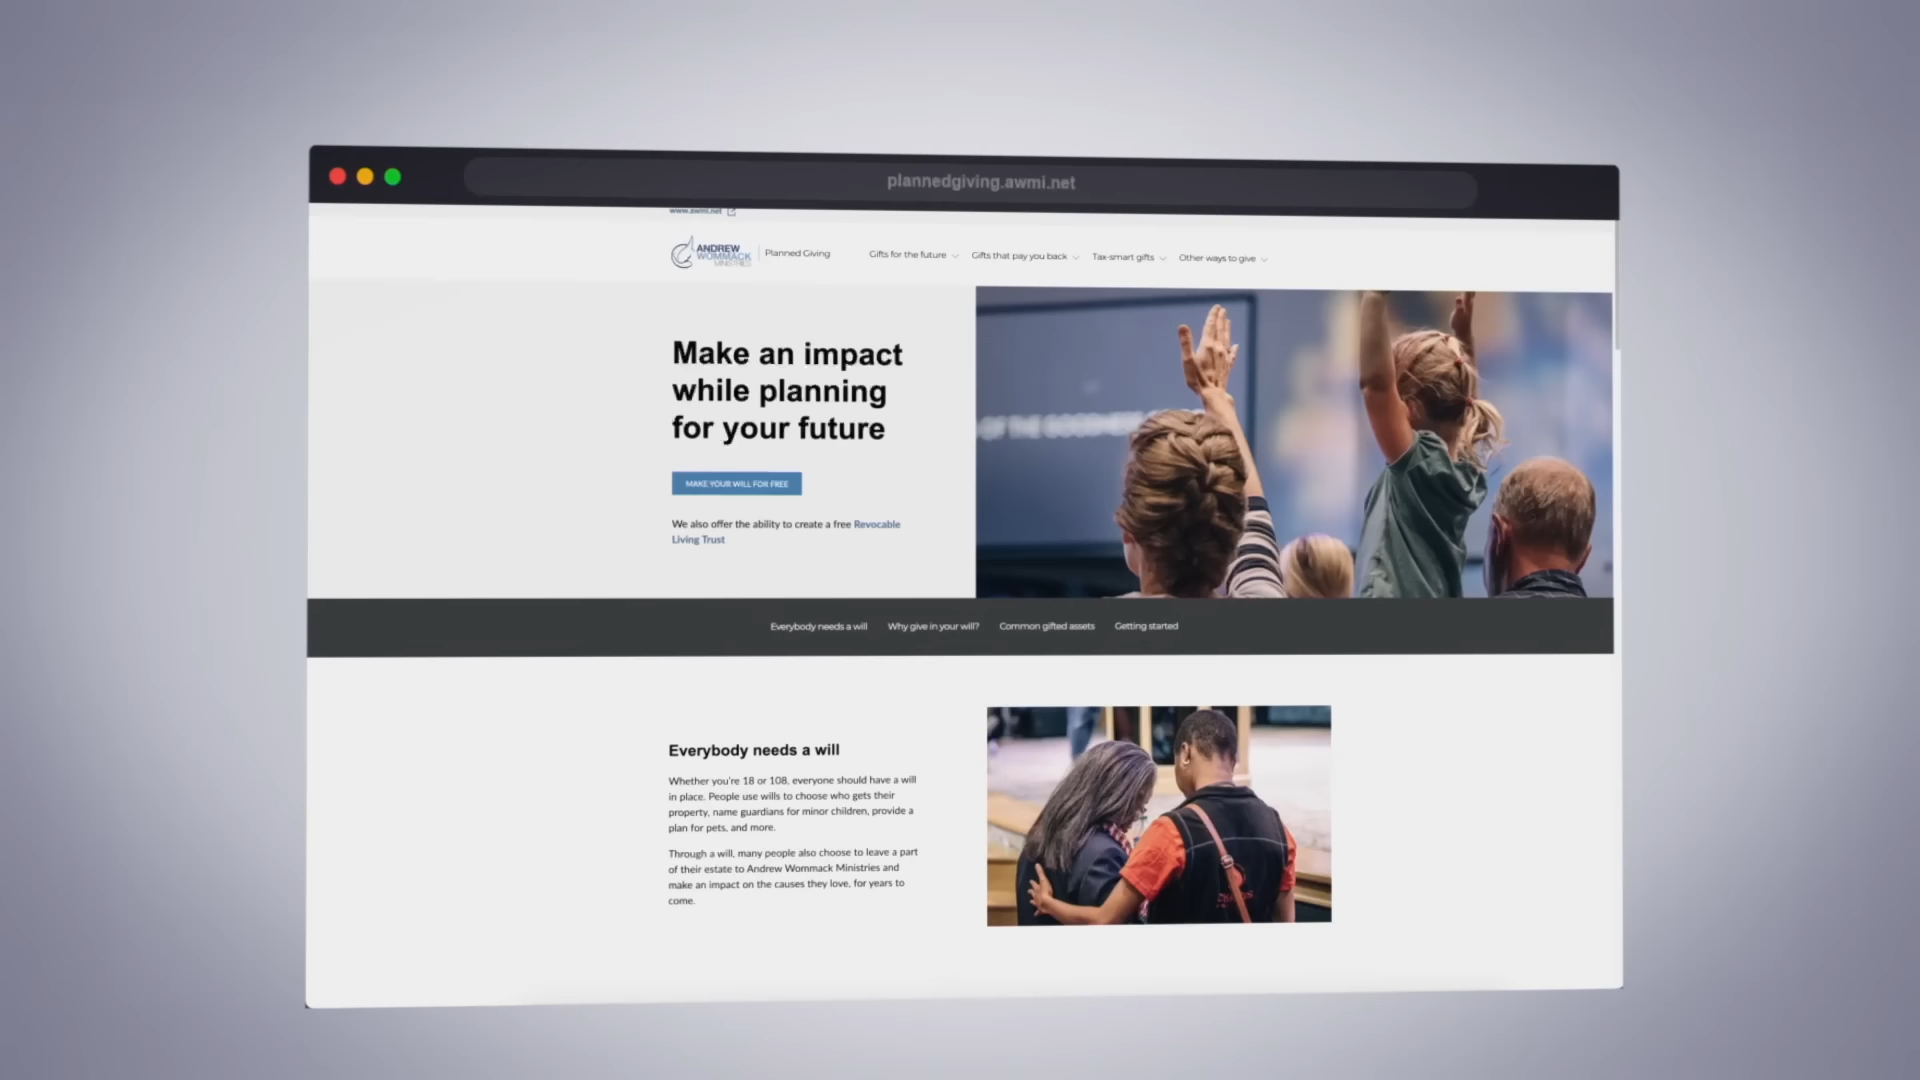 plannedgiving.awmi.net
www.awmi.net
ANDREW
WOMMACK
MINISTRIES
Planned Giving
Gifts for the future
Gifts that pay you back
Tax-smart gifts
Other ways to give
Make an impact
while planning
for your future
MAKE YOUR WILL FOR FREE
We also offer the ability to create a free Revocable
Living Trust
OF THE GOODNESS
Everybody needs a will
Why give in your will?
Common gifted assets
Getting started
Everybody needs a will
Whether you're 18 or 108, everyone should have a will
in place. People use wills to choose who gets their
property, name guardians for minor children, provide a
plan for pets, and more.
Through a will, many people also choose to leave a part
of their estate to Andrew Wommack Ministries and
make an impact on the causes they love, for years to
come.